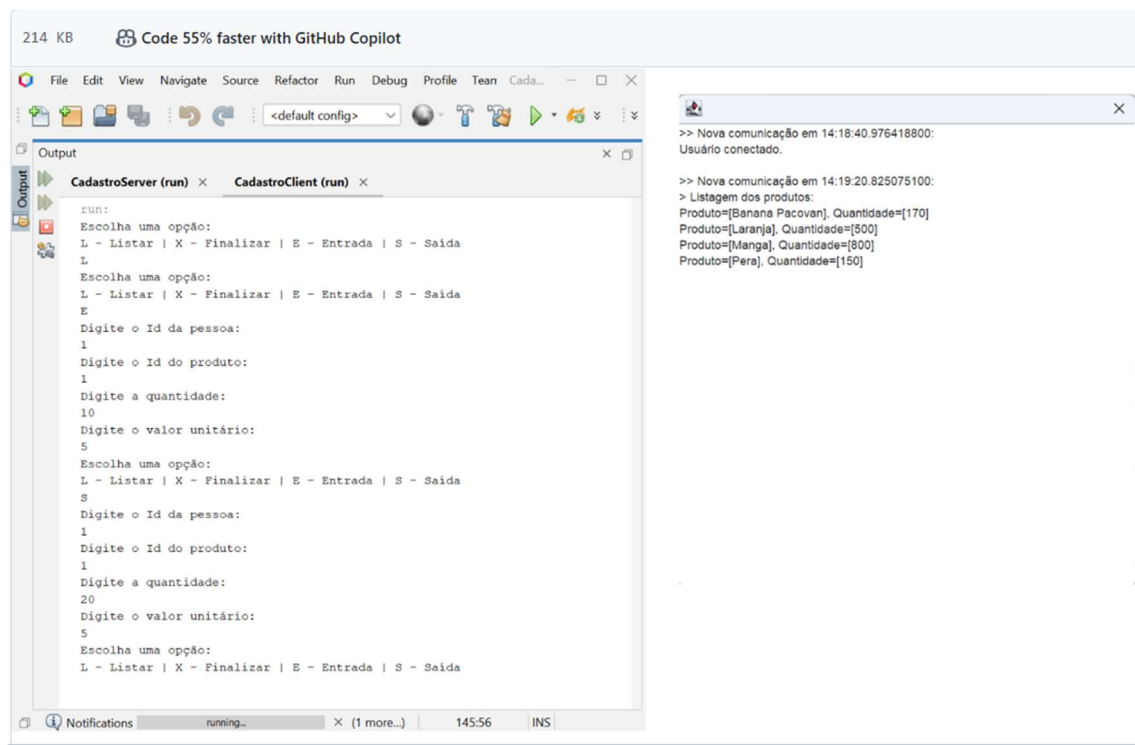 214 KB Code 55% faster with GitHub Copilot
File Edit View Navigate Source Refactor Run Debug Profile Team Cada...
<default config>
Output
Output
CadastroServer (run) CadastroClient (run)
run:
Escolha uma opção:
L - Listar | X - Finalizar | E - Entrada | S - Saída
L
Escolha uma opção:
L - Listar | X - Finalizar | E - Entrada | S - Saída
E
Digite o Id da pessoa:
1
Digite o Id do produto:
1
Digite a quantidade:
10
Digite o valor unitário:
5
Escolha uma opção:
L - Listar | X - Finalizar | E - Entrada | S - Saída
S
Digite o Id da pessoa:
1
Digite o Id do produto:
1
Digite a quantidade:
20
Digite o valor unitário:
5
Escolha uma opção:
L - Listar | X - Finalizar | E - Entrada | S - Saída
Notifications running... (1 more...) 145:56 INS
>> Nova comunicação em 14:18:40.976418800:
Usuário conectado.
>> Nova comunicação em 14:19:20.825075100:
> Listagem dos produtos:
Produto=[Banana Pacovan], Quantidade=[170]
Produto=[Laranja], Quantidade=[500]
Produto=[Manga], Quantidade=[800]
Produto=[Pera], Quantidade=[150]